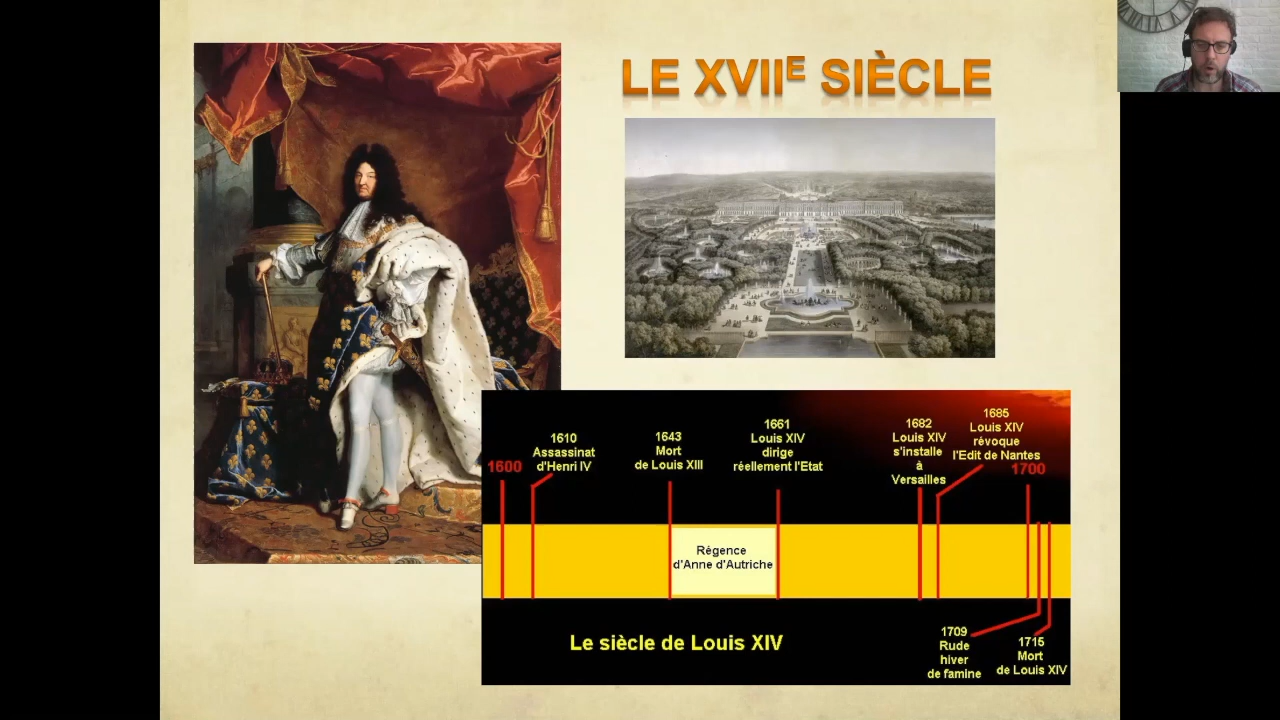 LE XVIIE SIÈCLE
1600
1610
Assassinat
d'Henri IV
1643
Mort
de Louis XIII
1661
Louis XIV
dirige
réellement l'Etat
1682
Louis XIV
s'installe
à
Versailles
1685
Louis XIV
révoque
l'Edit de Nantes
1700
Régence
d'Anne d'Autriche
Le siècle de Louis XIV
1709
Rude
hiver
de famine
1715
Mort
de Louis XIV